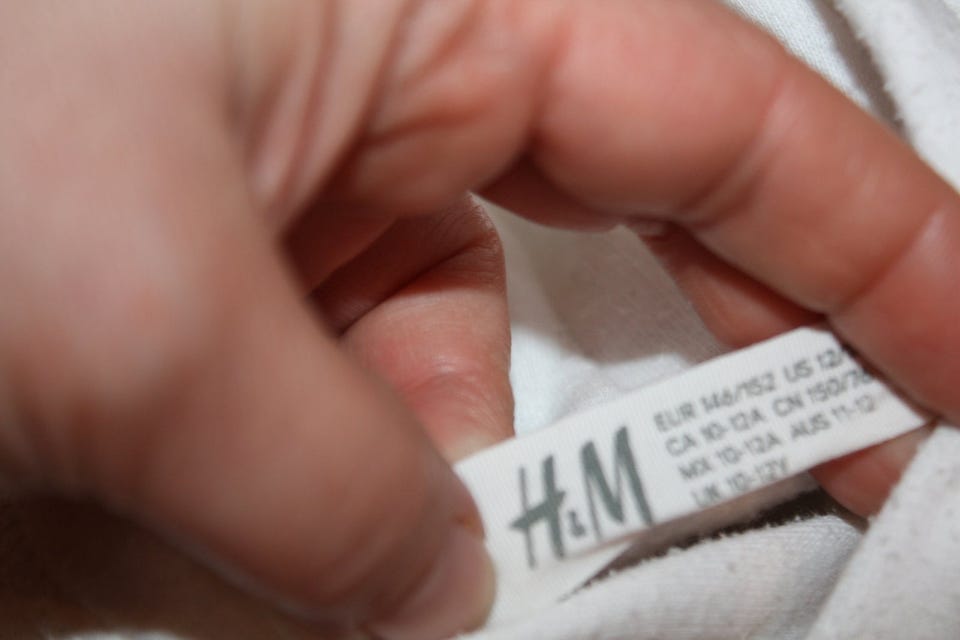 H&M
EUR 146/152 US 12/
CA 10-12A CN 150/76
MX 10-12A AUS 11-12
UK 10-12Y